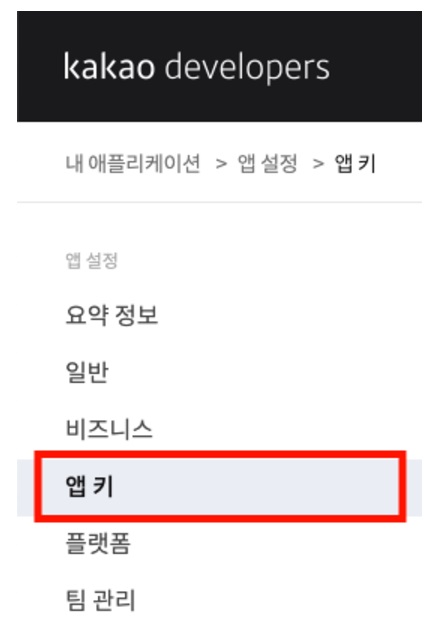 kakao developers
내 애플리케이션 > 앱 설정 > 앱 키
앱 설정
요약 정보
일반
비즈니스
앱 키
플랫폼
팀 관리